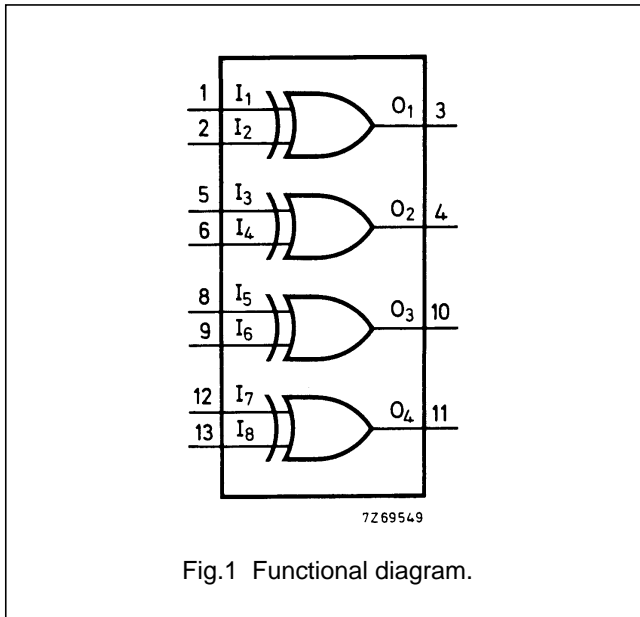 1 I1 O1 3
2 I2
5 I3 O2 4
6 I4
8 I5 O3 10
9 I6
12 I7 O4 11
13 I8
7Z69549
Fig.1 Functional diagram.